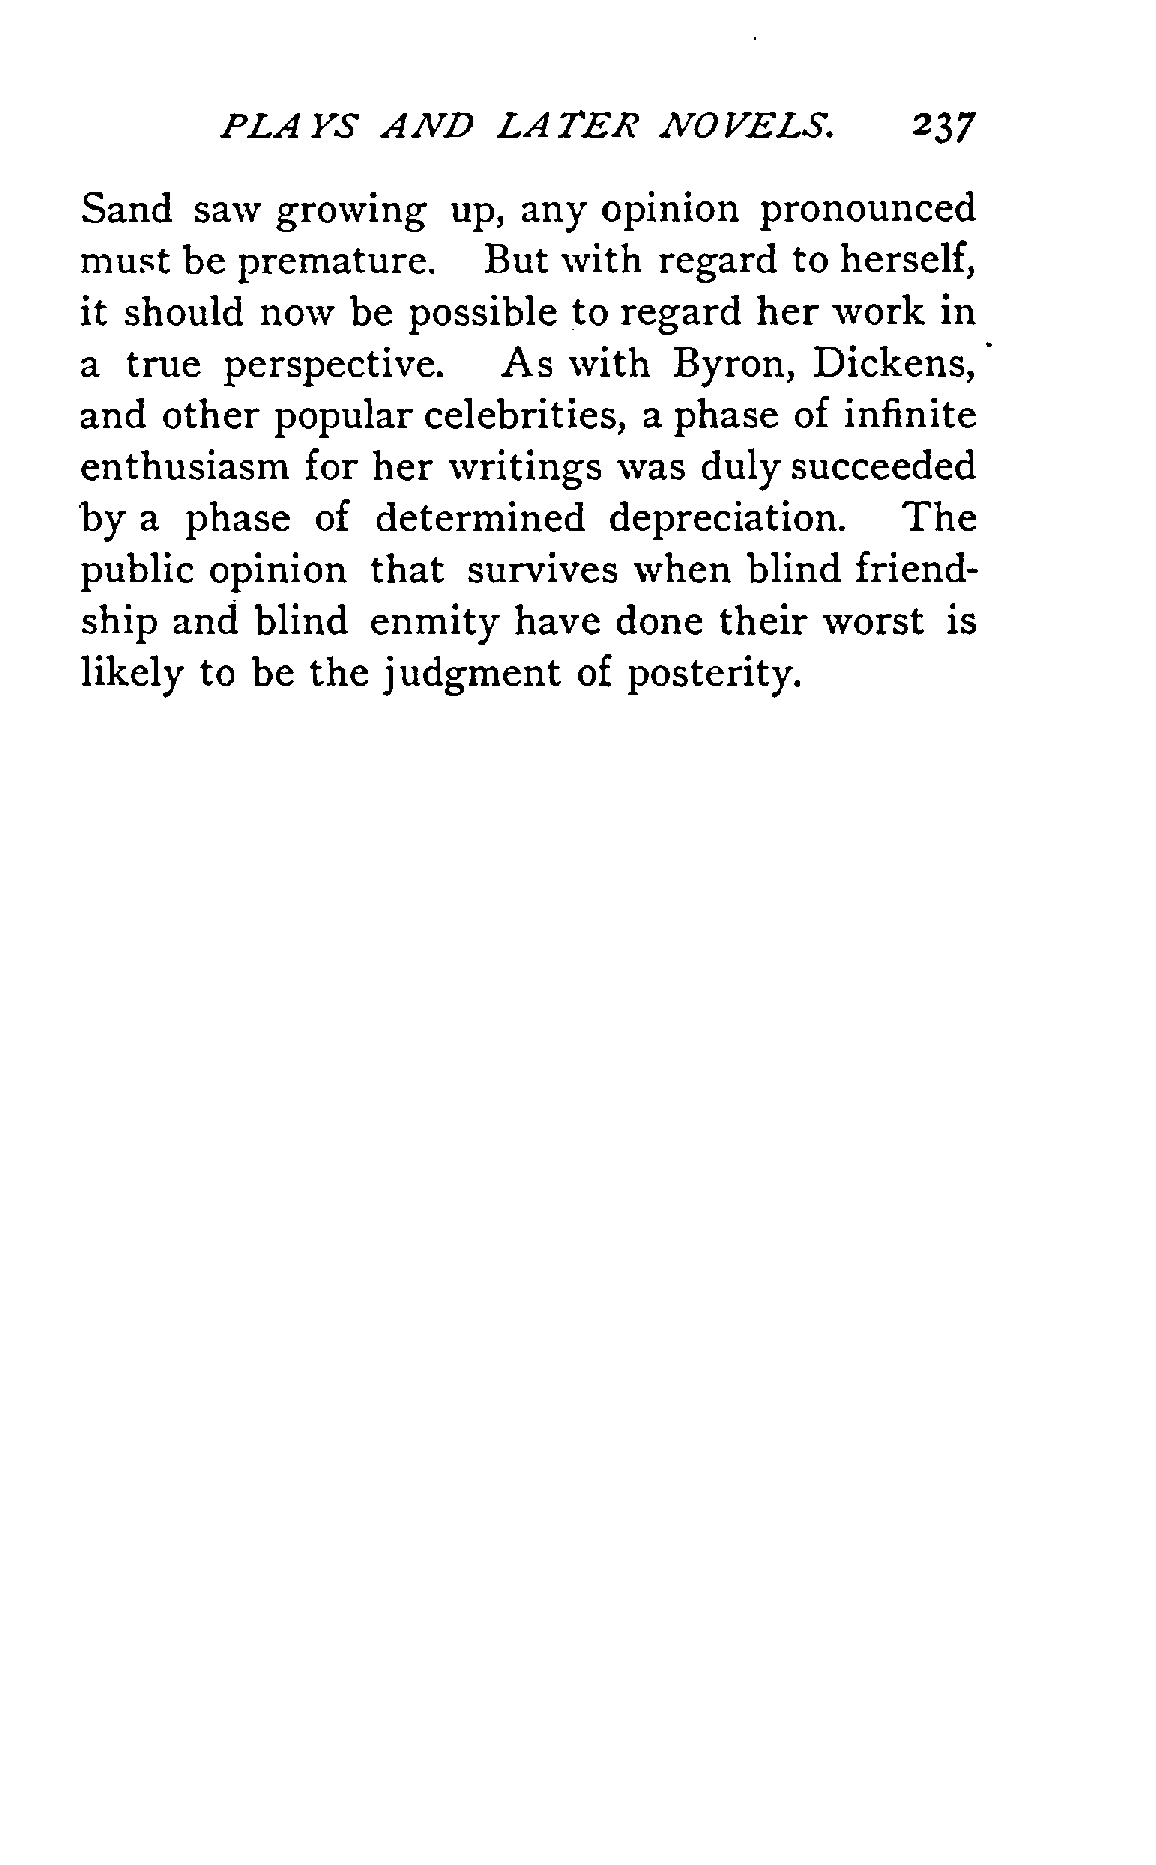 PLAYS AND LATER NOVELS. 237
Sand saw growing up, any opinion pronounced
must be premature. But with regard to herself,
it should now be possible to regard her work in
a true perspective. As with Byron, Dickens,
and other popular celebrities, a phase of infinite
enthusiasm for her writings was duly succeeded
by a phase of determined depreciation. The
public opinion that survives when blind friend-
ship and blind enmity have done their worst is
likely to be the judgment of posterity.